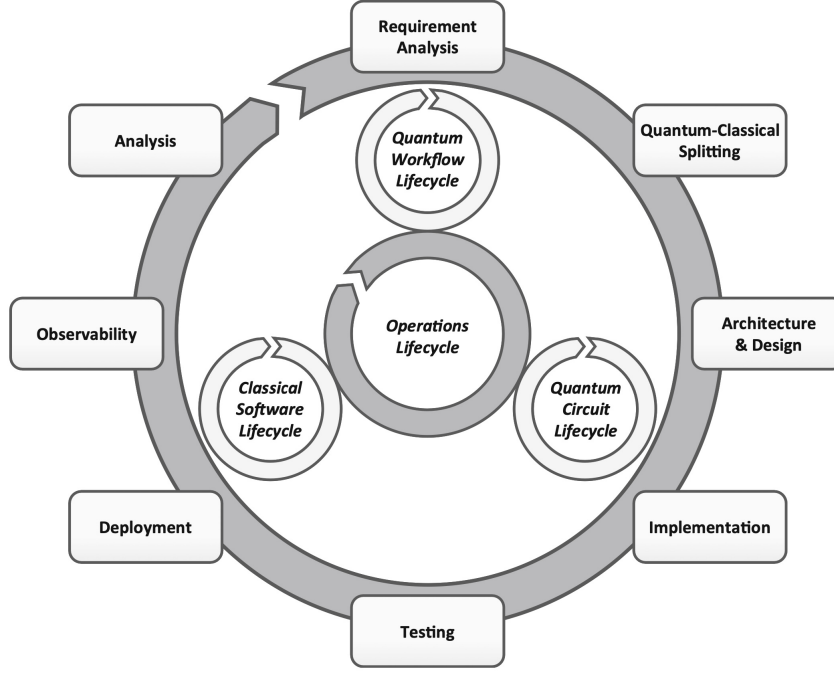 Requirement
Analysis
Quantum-Classical
Splitting
Architecture
& Design
Implementation
Testing
Deployment
Observability
Analysis
Quantum
Workflow
Lifecycle
Operations
Lifecycle
Classical
Software
Lifecycle
Quantum
Circuit
Lifecycle